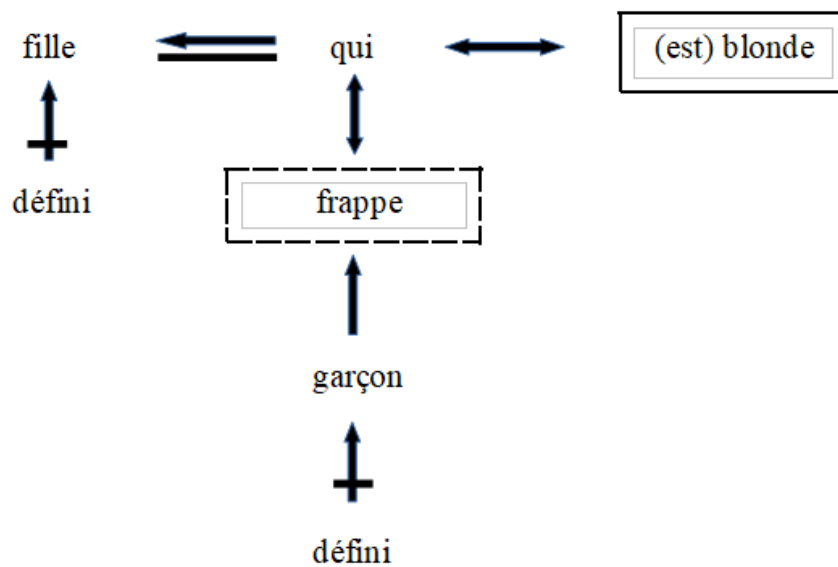 fille qui (est) blonde
défini frappe
garçon
défini